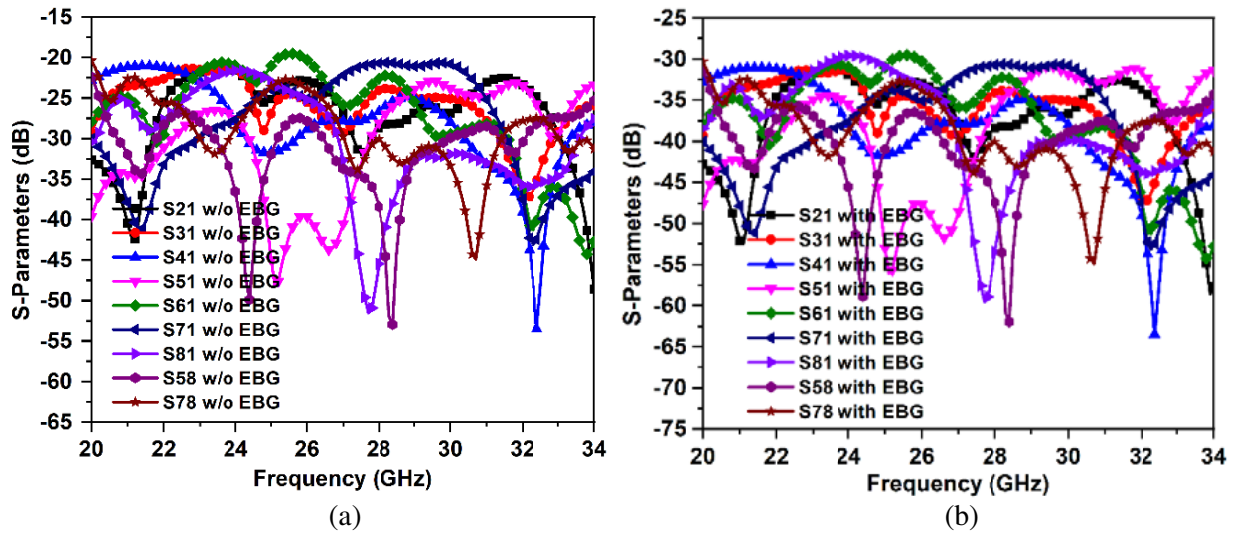 -15
-20
-25
-30
-35
-40
-45
-50
-55
-60
-65
S-Parameters (dB)
S21 w/o EBG
S31 w/o EBG
S41 w/o EBG
S51 w/o EBG
S61 w/o EBG
S71 w/o EBG
S81 w/o EBG
S58 w/o EBG
S78 w/o EBG
20 22 24 26 28 30 32 34
Frequency (GHz)
(a)
-25
-30
-35
-40
-45
-50
-55
-60
-65
-70
-75
S-Parameters (dB)
S21 with EBG
S31 with EBG
S41 with EBG
S51 with EBG
S61 with EBG
S71 with EBG
S81 with EBG
S58 with EBG
S78 with EBG
20 22 24 26 28 30 32 34
Frequency (GHz)
(b)